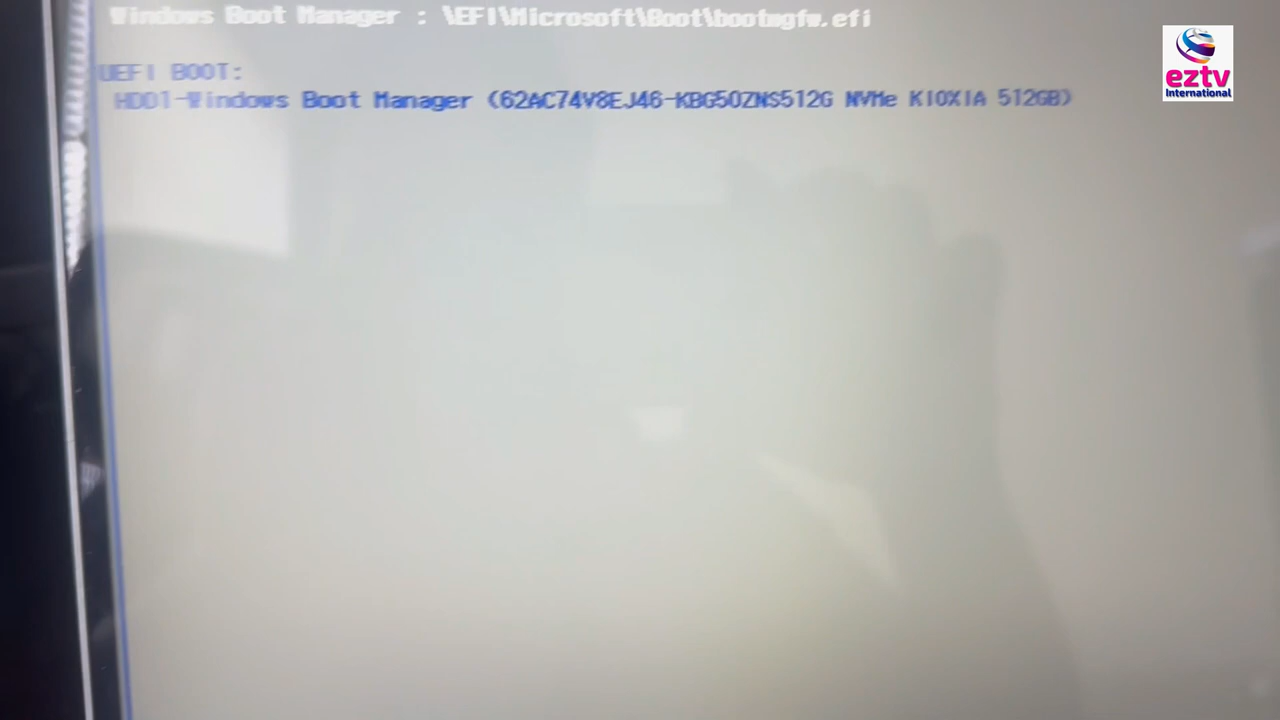 Windows Boot Manager : \EFI\Microsoft\Boot\bootmgfw.efi
UEFI BOOT:
HDD1-Windows Boot Manager (62AC74V8EJ46-KBG50ZNS512G NVMe KIOXIA 512GB)
eztv
International